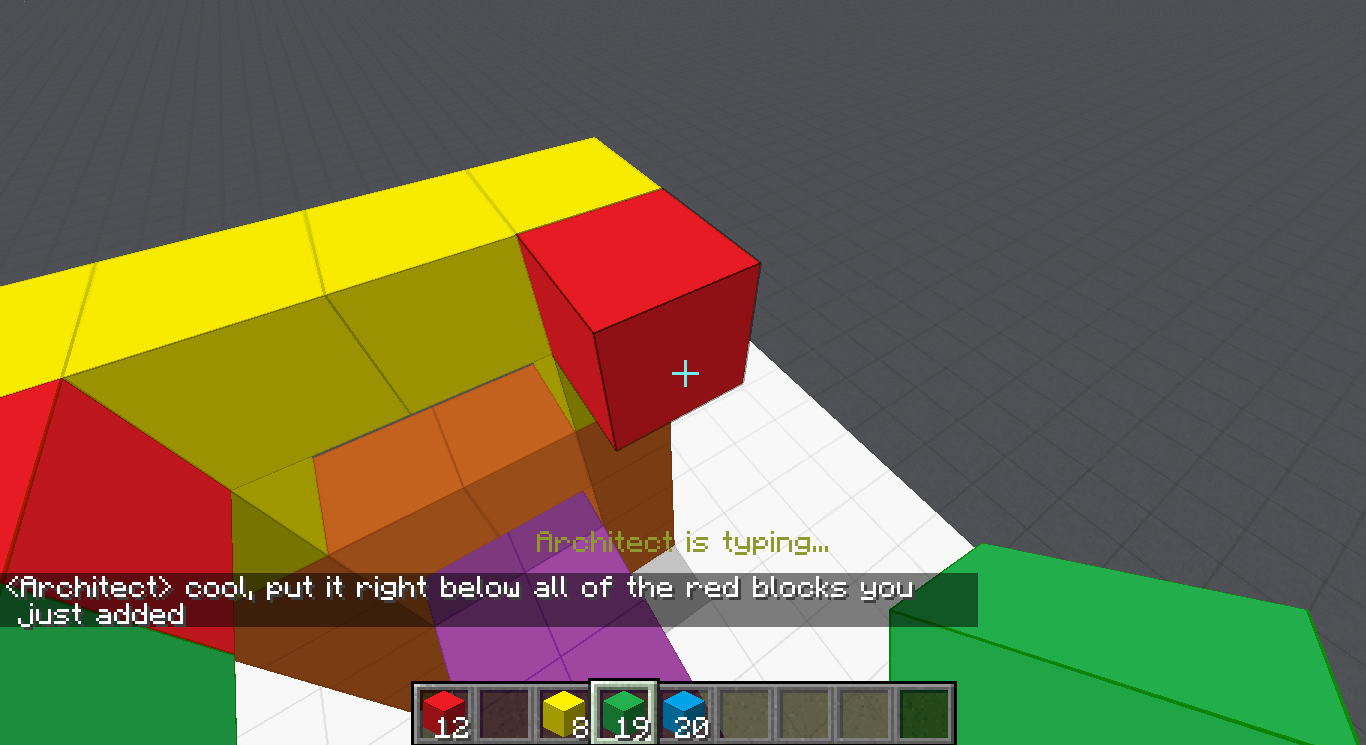 Architect is typing...
<Architect> cool, put it right below all of the red blocks you
just added
12
8
19
20